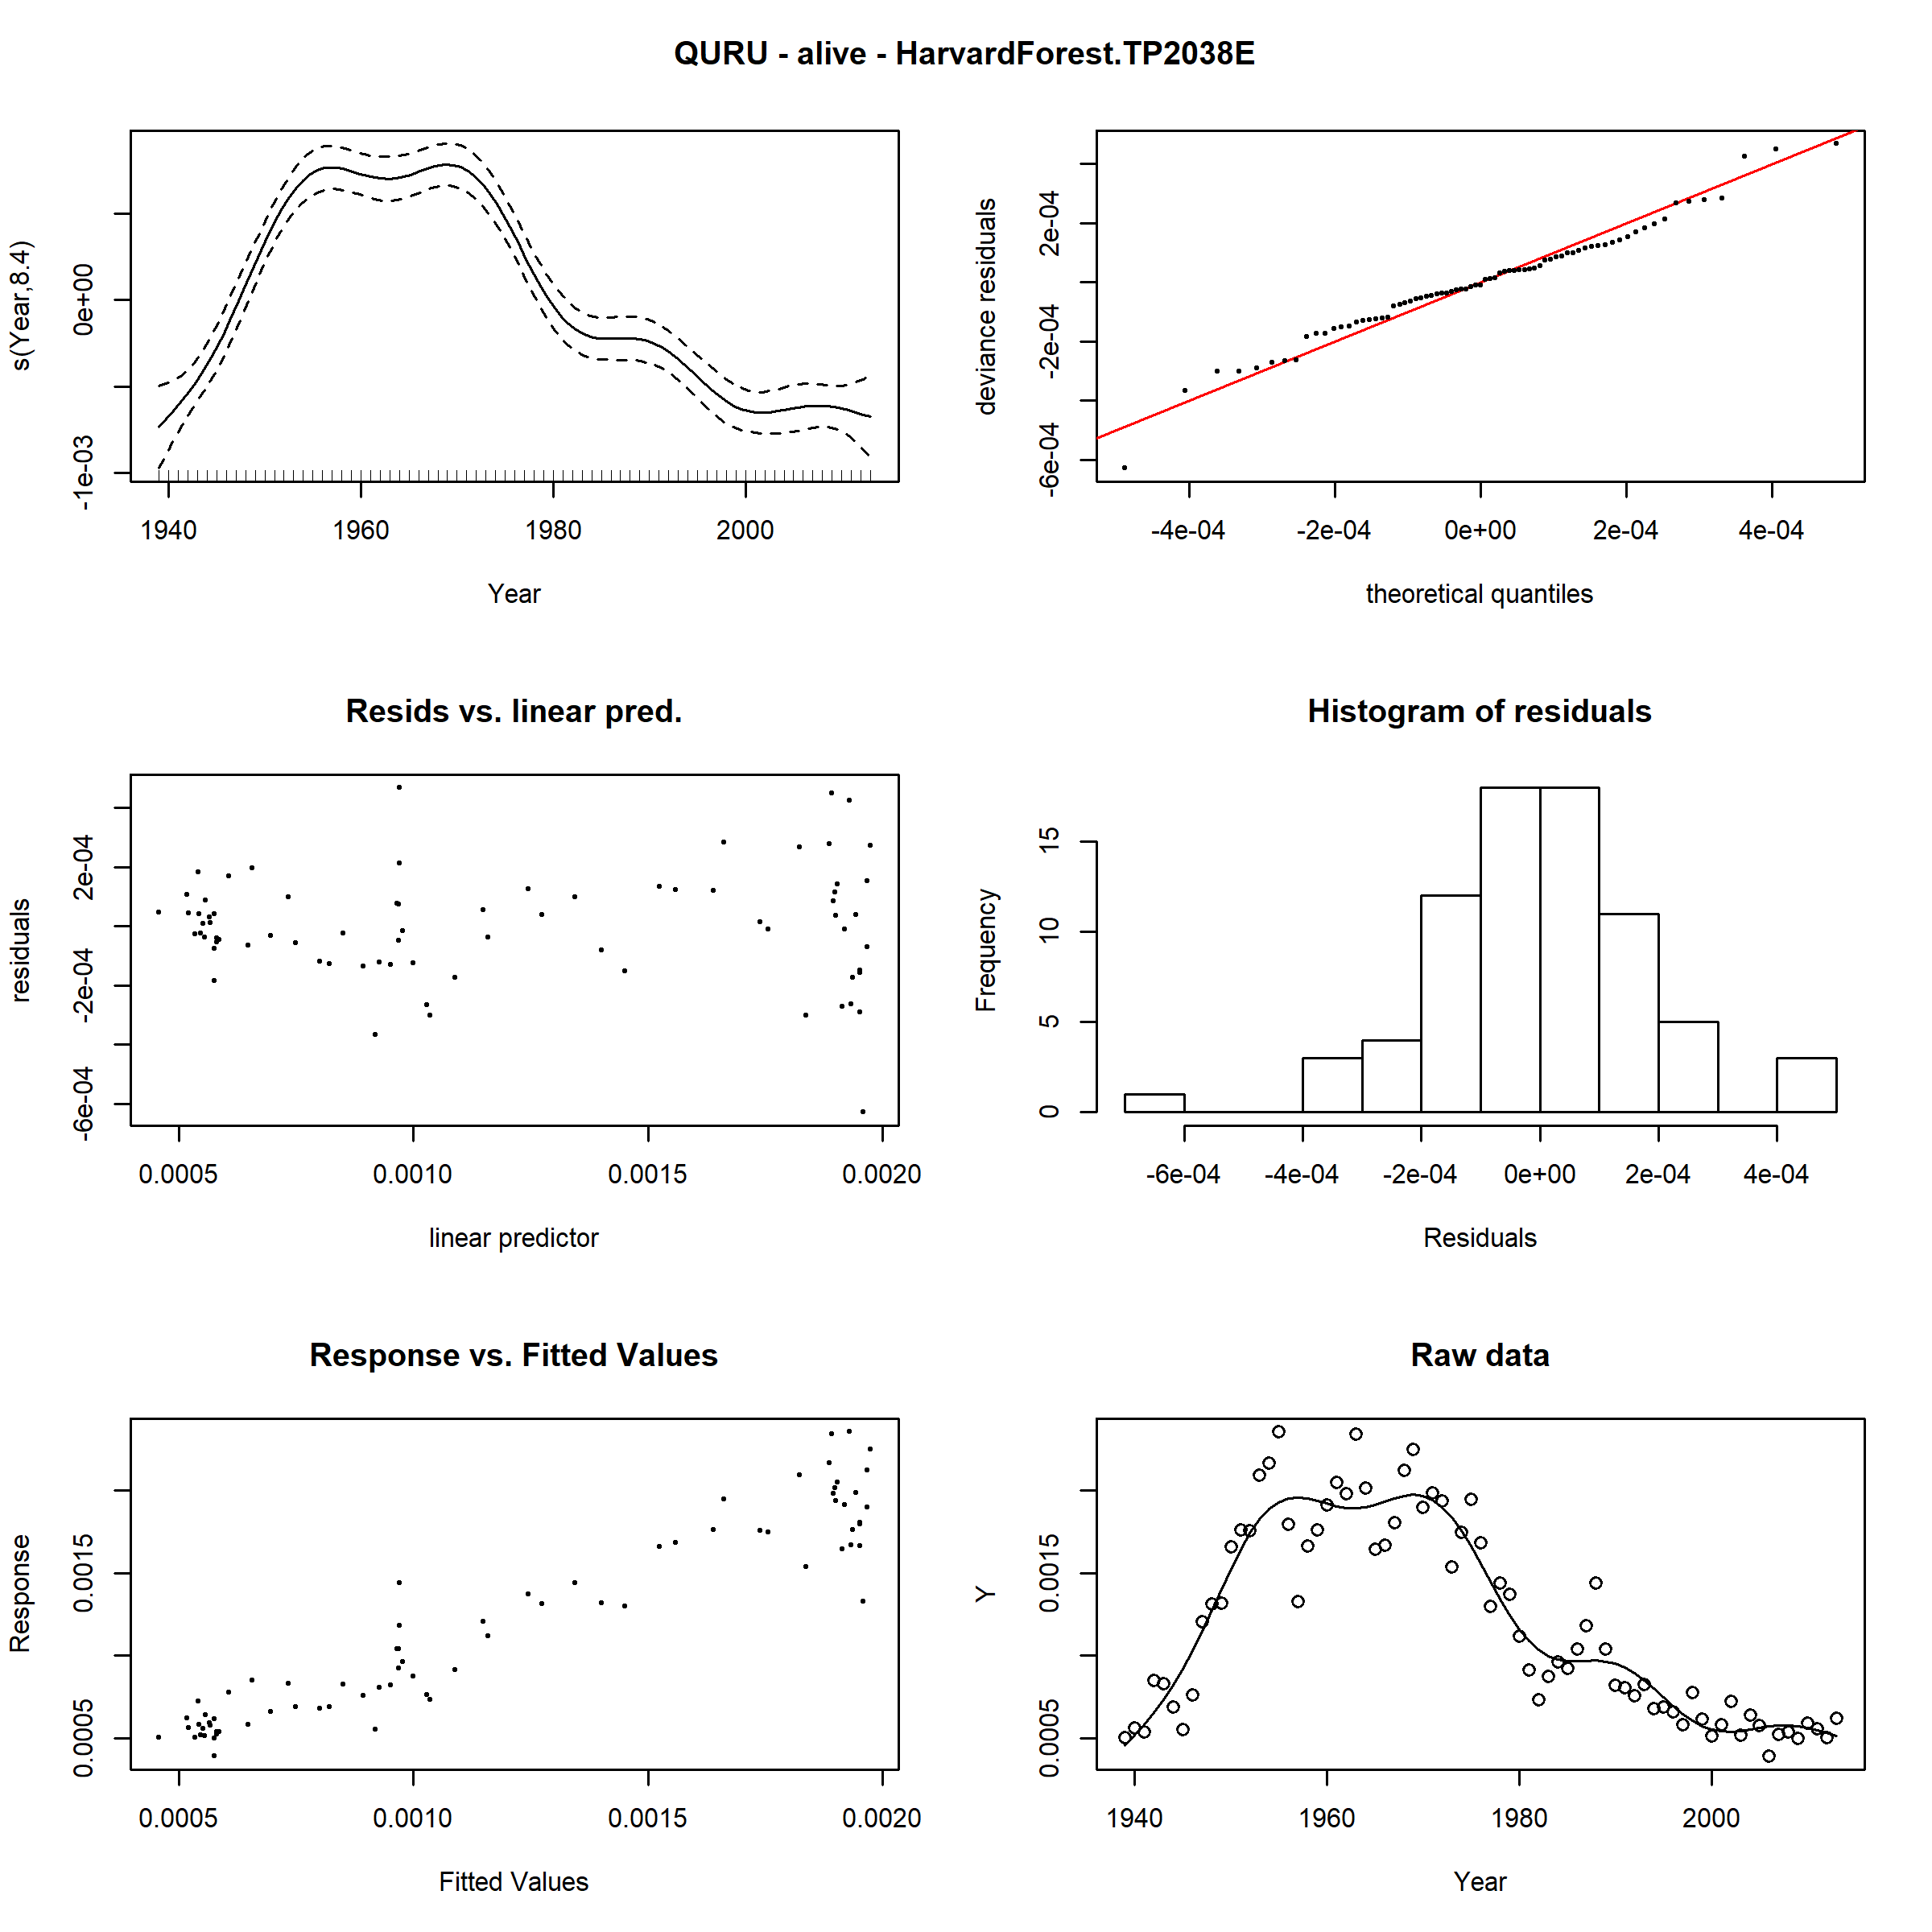 QURU - alive - HarvardForest.TP2038E
s(Year,8.4)
-1e-03 0e+00
1940 1960 1980 2000
Year
deviance residuals
-6e-04 -2e-04 2e-04
-4e-04 -2e-04 0e+00 2e-04 4e-04
theoretical quantiles
Resids vs. linear pred.
residuals
-6e-04 -2e-04 2e-04
0.0005 0.0010 0.0015 0.0020
linear predictor
Histogram of residuals
Frequency
0 5 10 15
-6e-04 -4e-04 -2e-04 0e+00 2e-04 4e-04
Residuals
Response vs. Fitted Values
Response
0.0005 0.0015
0.0005 0.0010 0.0015 0.0020
Fitted Values
Raw data
Y
0.0005 0.0015
1940 1960 1980 2000
Year